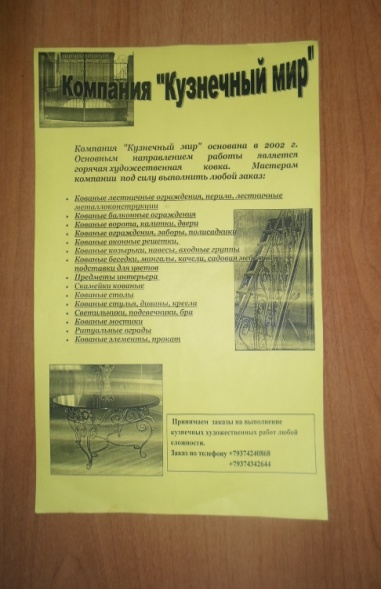 Компания "Кузнечный мир"
Компания "Кузнечный мир" основана в 2002 г.
Основным направлением работы является
горячая художественная ковка. Мастерам
компании под силу выполнить любой заказ:
• Кованые лестничные ограждения, перила, лестничные
металлоконструкции
• Кованые балконные ограждения
• Кованые ворота, калитки, двери
• Кованые ограждения, заборы, полисадники
• Кованые оконные решетки,
• Кованые козырьки, навесы, входные группы
• Кованые беседки, мангалы, качели, садовая мебель,
подставки для цветов
• Предметы интерьера
• Скамейки кованые
• Кованые столы
• Кованые стулья, диваны, кресла
• Светильники, подсвечники, бра
• Кованые мостики
• Ритуальные ограды
• Кованые элементы, прокат
Принимаем заказы на выполнение
кузнечных художественных работ любой
сложности.
Заказ по телефону +79374240868
+79374342644